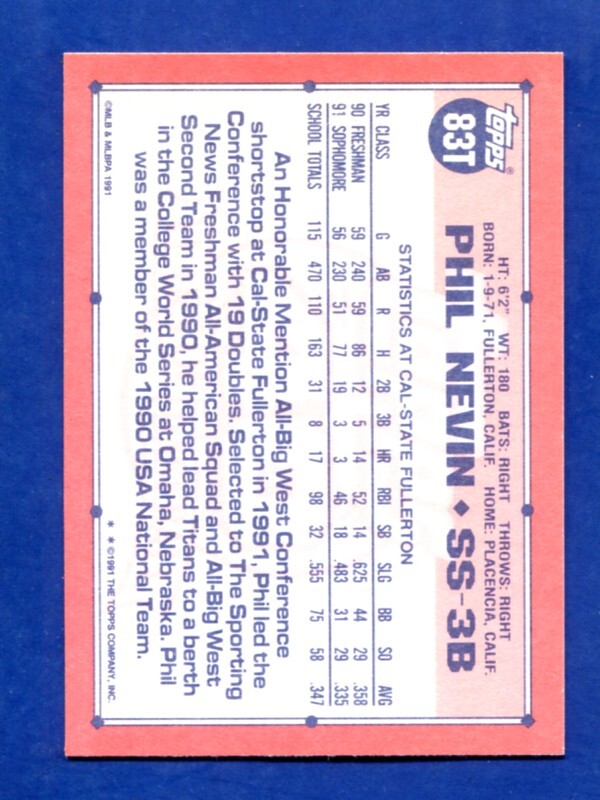 topps®
83T
HT: 6'2" WT: 180 BATS: RIGHT THROWS: RIGHT
BORN: 1-9-71, FULLERTON, CALIF. HOME: PLACENCIA, CALIF.
PHIL NEVIN ♦ SS-3B
STATISTICS AT CAL-STATE FULLERTON
YR CLASS G AB R H 2B 3B HR RBI SB SLG BB SO AVG
90 FRESHMAN 59 240 59 86 12 5 14 52 14 .625 44 29 .358
91 SOPHOMORE 56 230 51 77 19 3 3 46 18 .483 31 29 .335
SCHOOL TOTALS 115 470 110 163 31 8 17 98 32 .555 75 58 .347
An Honorable Mention All-Big West Conference
shortstop at Cal-State Fullerton in 1991, Phil led the
Conference with 19 Doubles. Selected to The Sporting
News Freshman All-American Squad and All-Big West
Second Team in 1990, he helped lead Titans to a berth
in the College World Series at Omaha, Nebraska. Phil
was a member of the 1990 USA National Team.
©MLB & MLBPA 1991
* * ©1991 THE TOPPS COMPANY, INC.